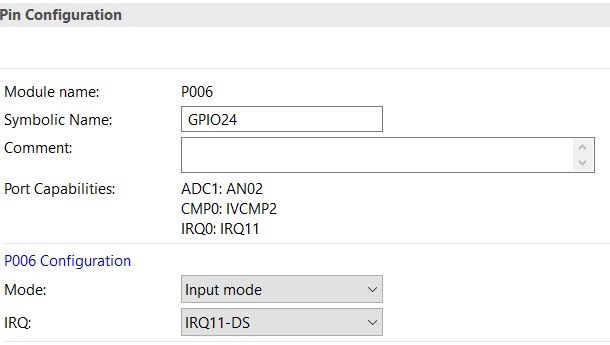 Pin Configuration
Module name: P006
Symbolic Name: GPIO24
Comment:
Port Capabilities: ADC1: AN02
CMP0: IVCMP2
IRQ0: IRQ11
P006 Configuration
Mode: Input mode
IRQ: IRQ11-DS